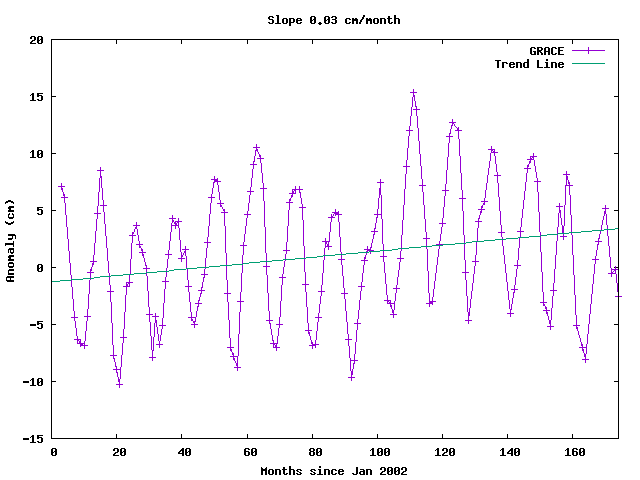 Slope 0.03 cm/month
20
15
10
5
0
-5
-10
-15
Anomaly (cm)
GRACE
Trend Line
0 20 40 60 80 100 120 140 160
Months since Jan 2002